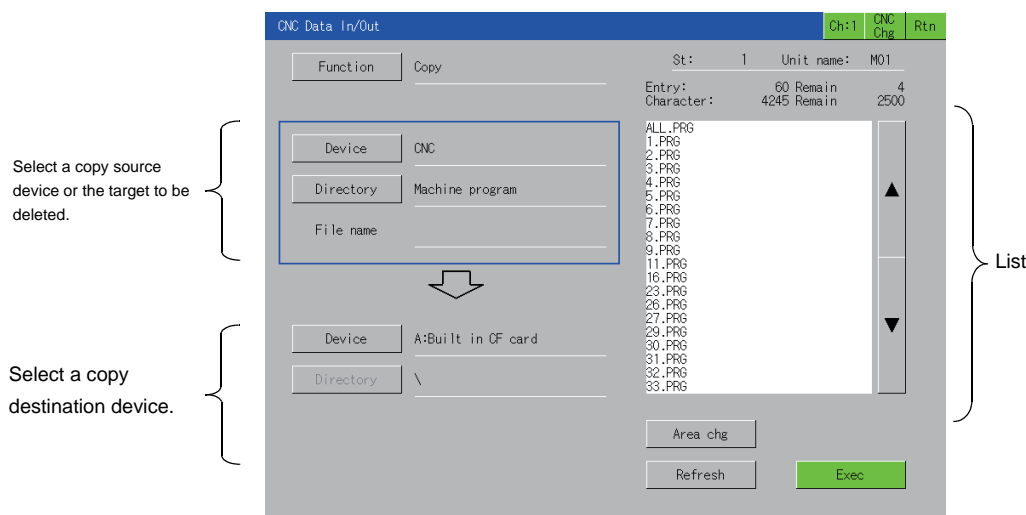 CNC Data In/Out
Ch:1
CNC
Chg
Rtn
Function
Copy
St: 1 Unit name: M01
Entry: 60 Remain 4
Character: 4245 Remain 2500
Select a copy source
device or the target to be
deleted.
Device
CNC
Directory
Machine program
File name
Device
A:Built in CF card
Directory
\
Select a copy
destination device.
ALL.PRG
1.PRG
2.PRG
3.PRG
4.PRG
5.PRG
6.PRG
7.PRG
8.PRG
9.PRG
11.PRG
16.PRG
23.PRG
26.PRG
27.PRG
29.PRG
30.PRG
31.PRG
32.PRG
33.PRG
▲
▼
List
Area chg
Refresh
Exec